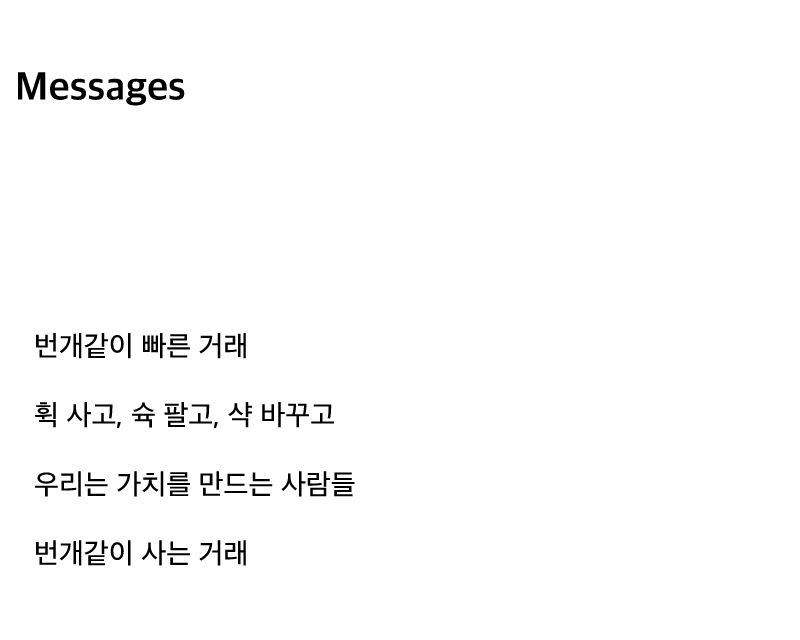 Messages
번개같이 빠른 거래
휙 사고, 슉 팔고, 샥 바꾸고
우리는 가치를 만드는 사람들
번개같이 사는 거래